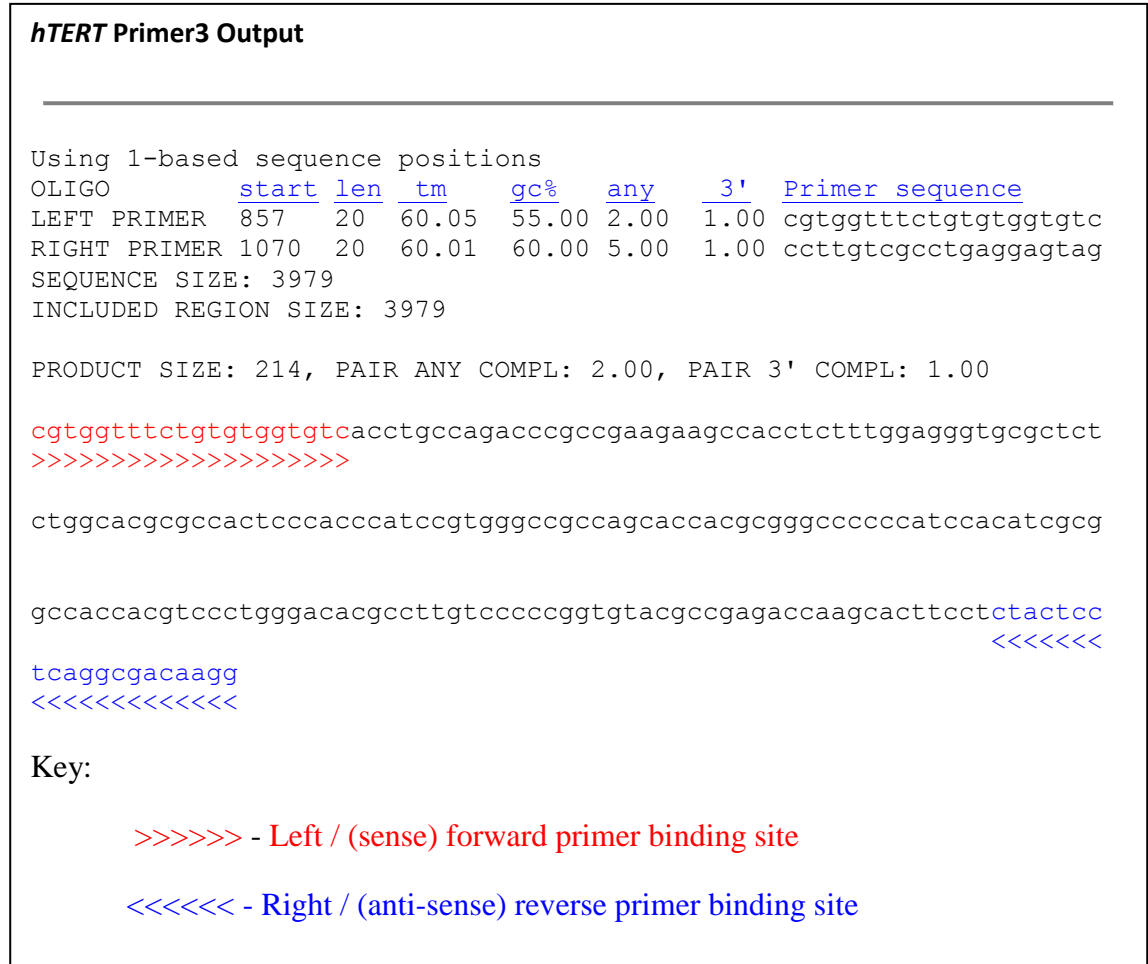 hTERT Primer3 Output
Using 1-based sequence positions
OLIGO start len tm gc% any 3' Primer sequence
LEFT PRIMER 857 20 60.05 55.00 2.00 1.00 cgtggtttctgtgtggtgtc
RIGHT PRIMER 1070 20 60.01 60.00 5.00 1.00 ccttgtcgcctgaggagtag
SEQUENCE SIZE: 3979
INCLUDED REGION SIZE: 3979
PRODUCT SIZE: 214, PAIR ANY COMPL: 2.00, PAIR 3' COMPL: 1.00
cgtggtttctgtgtggtgtcacctgccagacccgccgaagaagccacctctttggagggtgcgctct
>>>>>>>>>>>>>>>>>>>>
ctggcacgcgccactcccacccatccgtgggccgccagcaccacgcgggcccccccatccacatcgcg
gccaccacgtccctgggacacgccttgtcccccggtgtacgccgagaccaagcacttcctctactcc
<<<<<<<
tcaggcgacaagg
<<<<<<<<<<<<<
Key:
>>>>>> - Left / (sense) forward primer binding site
<<<<<< - Right / (anti-sense) reverse primer binding site